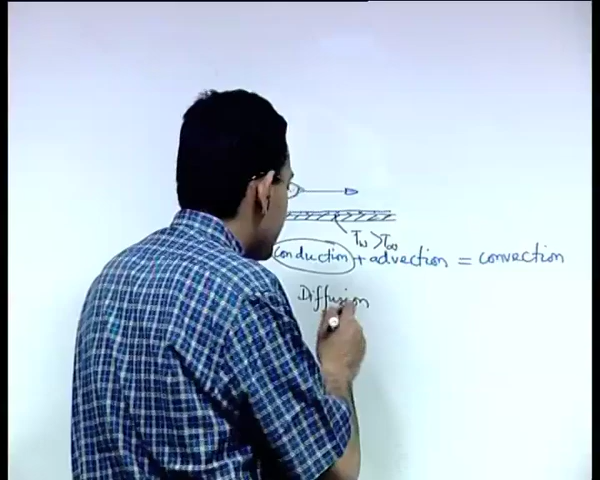 Tw > T∞
conduction + advection = convection
Diffusion